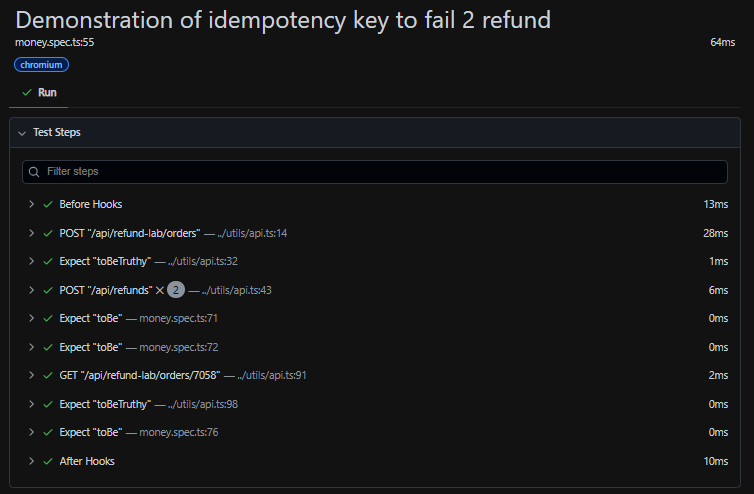 Demonstration of idempotency key to fail 2 refund
money.spec.ts:55 64ms
chromium
Run
Test Steps
Filter steps
Before Hooks 13ms
POST "/api/refund-lab/orders" — ../utils/api.ts:14 28ms
Expect "toBeTruthy" — ../utils/api.ts:32 1ms
POST "/api/refunds" × 2 — ../utils/api.ts:43 6ms
Expect "toBe" — money.spec.ts:71 0ms
Expect "toBe" — money.spec.ts:72 0ms
GET "/api/refund-lab/orders/7058" — ../utils/api.ts:91 2ms
Expect "toBeTruthy" — ../utils/api.ts:98 0ms
Expect "toBe" — money.spec.ts:76 0ms
After Hooks 10ms